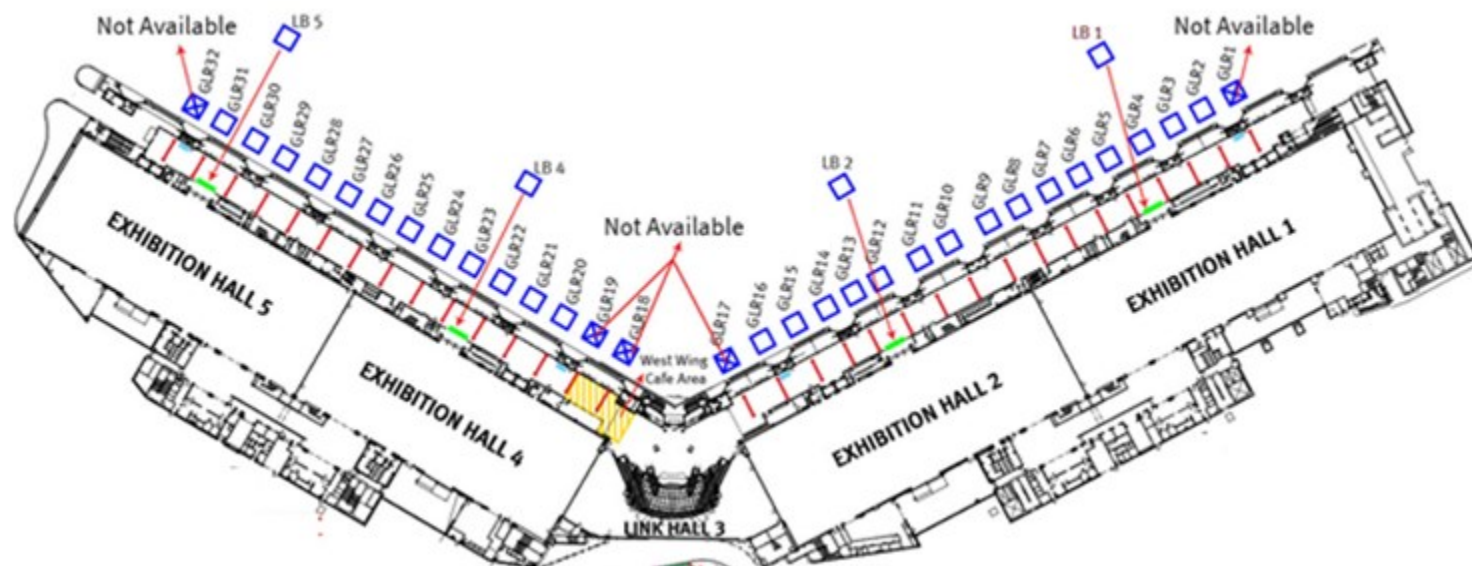 Not Available
LB 5
GLR32
GLR31
GLR30
GLR29
GLR28
GLR27
GLR26
GLR25
GLR24
GLR23
GLR22
GLR21
GLR20
GLR19
GLR18
LB 4
Not Available
West Wing
Cafe Area
LB 2
LB 1
Not Available
GLR17
GLR16
GLR15
GLR14
GLR13
GLR12
GLR11
GLR10
GLR9
GLR8
GLR7
GLR6
GLR5
GLR4
GLR3
GLR2
GLR1
EXHIBITION HALL 5
EXHIBITION HALL 4
LINK HALL 3
EXHIBITION HALL 2
EXHIBITION HALL 1